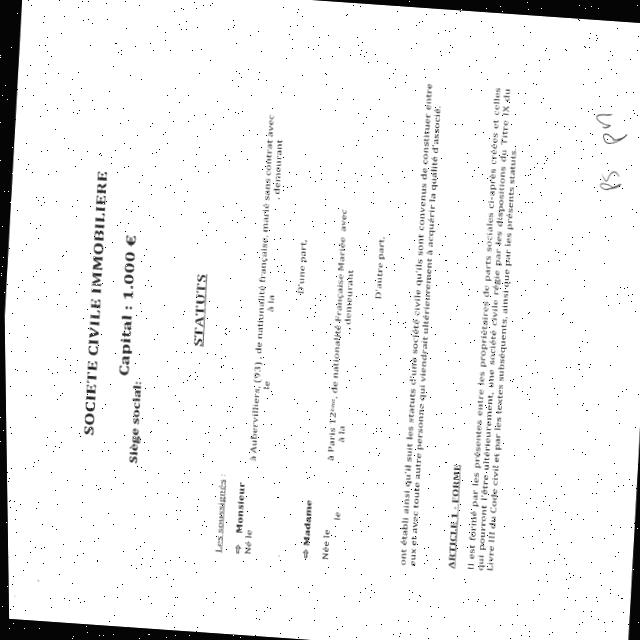 SOCIETE CIVILE IMMOBILIERE
Capital : 1.000 €
Siège social:
STATUTS
Les soussignés :
⇨ Monsieur
Né le à Aubervilliers, (93) , de nationalité française, marié sans contrat avec
le à la , demeurant
D'une part,
⇨ Madame
Née le à Paris 12ème, de nationalité Française Mariée avec
le à la , demeurant
D'autre part,
ont établi ainsi qu'il suit les statuts d'une société civile qu'ils sont convenus de constituer entre
eux et avec toute autre personne qui viendrait ultérieurement à acquérir la qualité d'associé.
ARTICLE 1 - FORME
Il est formé par les présentes entre les propriétaires de parts sociales ci-après créées et celles
qui pourront l'être ultérieurement, une société civile régie par les dispositions du Titre IX du
Livre III du Code civil et par les textes subséquents, ainsi que par les présents statuts.